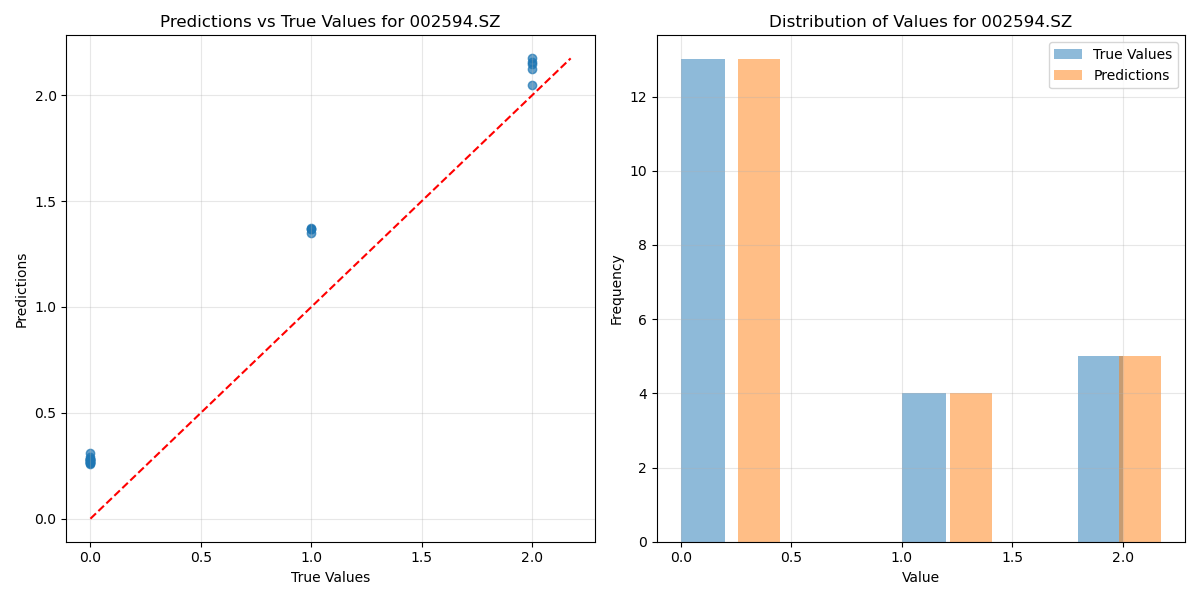 Predictions vs True Values for 002594.SZ
Predictions
2.0
1.5
1.0
0.5
0.0
0.0 0.5 1.0 1.5 2.0
True Values
Distribution of Values for 002594.SZ
True Values
Predictions
Frequency
12
10
8
6
4
2
0
0.0 0.5 1.0 1.5 2.0
Value